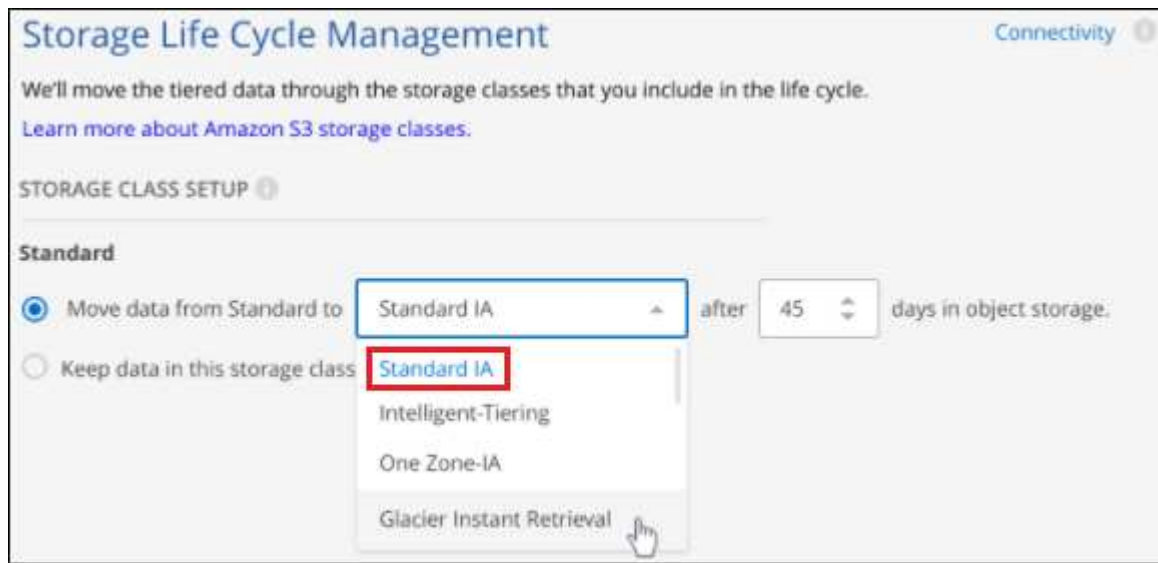 Storage Life Cycle Management
Connectivity
We'll move the tiered data through the storage classes that you include in the life cycle.
Learn more about Amazon S3 storage classes.
STORAGE CLASS SETUP
Standard
Move data from Standard to Standard IA after 45 days in object storage.
Keep data in this storage class
Standard IA
Intelligent-Tiering
One Zone-IA
Glacier Instant Retrieval